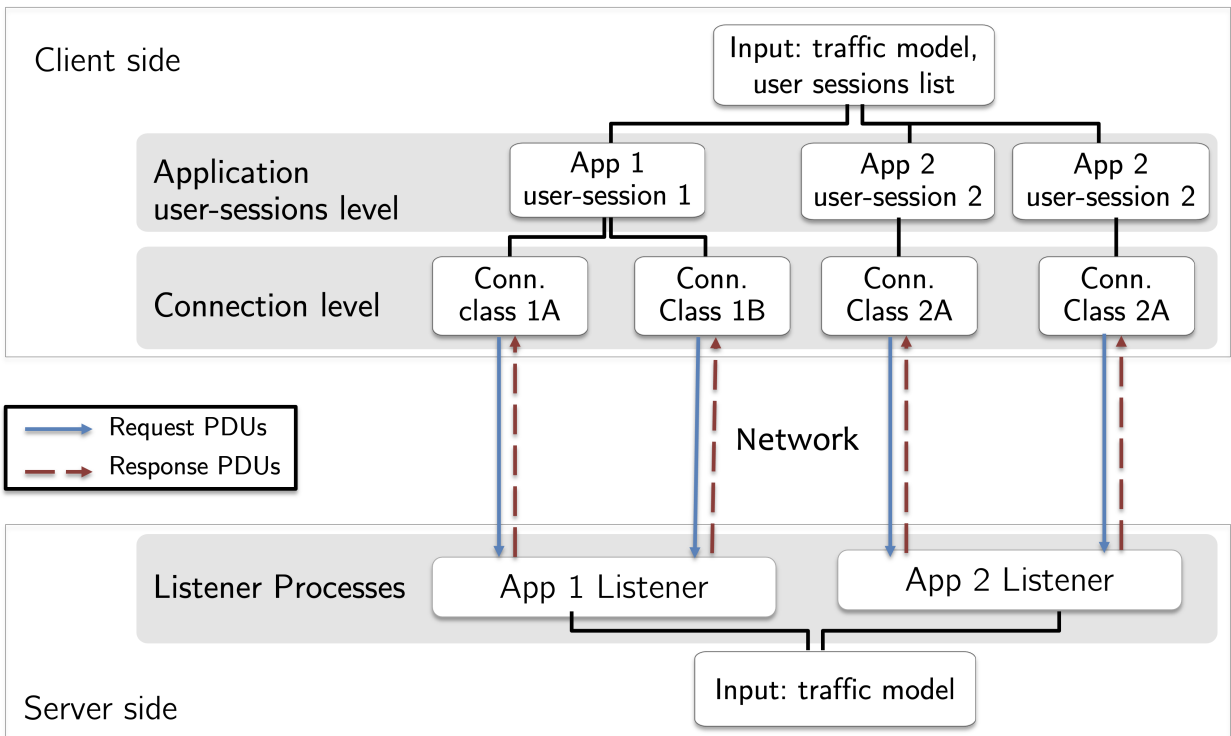 Client side
Input: traffic model,
user sessions list
Application
user-sessions level
App 1
user-session 1
App 2
user-session 2
App 2
user-session 2
Connection level
Conn.
class 1A
Conn.
Class 1B
Conn.
Class 2A
Conn.
Class 2A
Request PDUs
Response PDUs
Network
Listener Processes
App 1 Listener
App 2 Listener
Input: traffic model
Server side